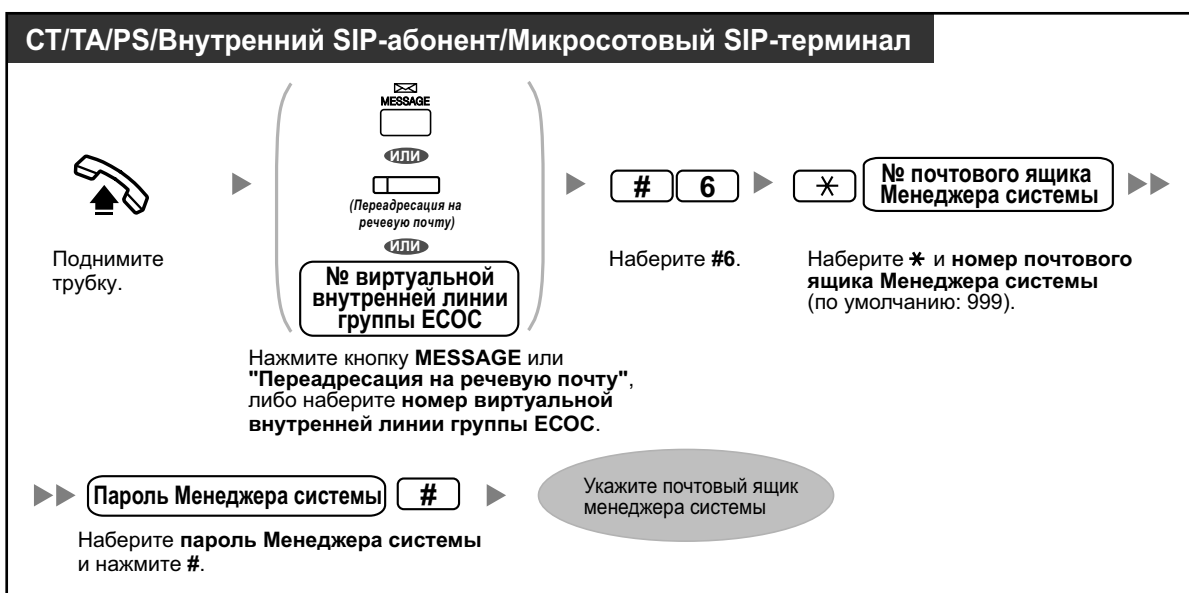 СТ/ТА/PS/Внутренний SIP-абонент/Микросотовый SIP-терминал
MESSAGE
или
(Переадресация на
речевую почту)
или
№ виртуальной
внутренней линии
группы ЕСОС
# 6
✳ № почтового ящика
Менеджера системы
Поднимите
трубку.
Нажмите кнопку MESSAGE или
"Переадресация на речевую почту",
либо наберите номер виртуальной
внутренней линии группы ЕСОС.
Наберите #6.
Наберите ✳ и номер почтового
ящика Менеджера системы
(по умолчанию: 999).
Пароль Менеджера системы #
Наберите пароль Менеджера системы
и нажмите #.
Укажите почтовый ящик
менеджера системы